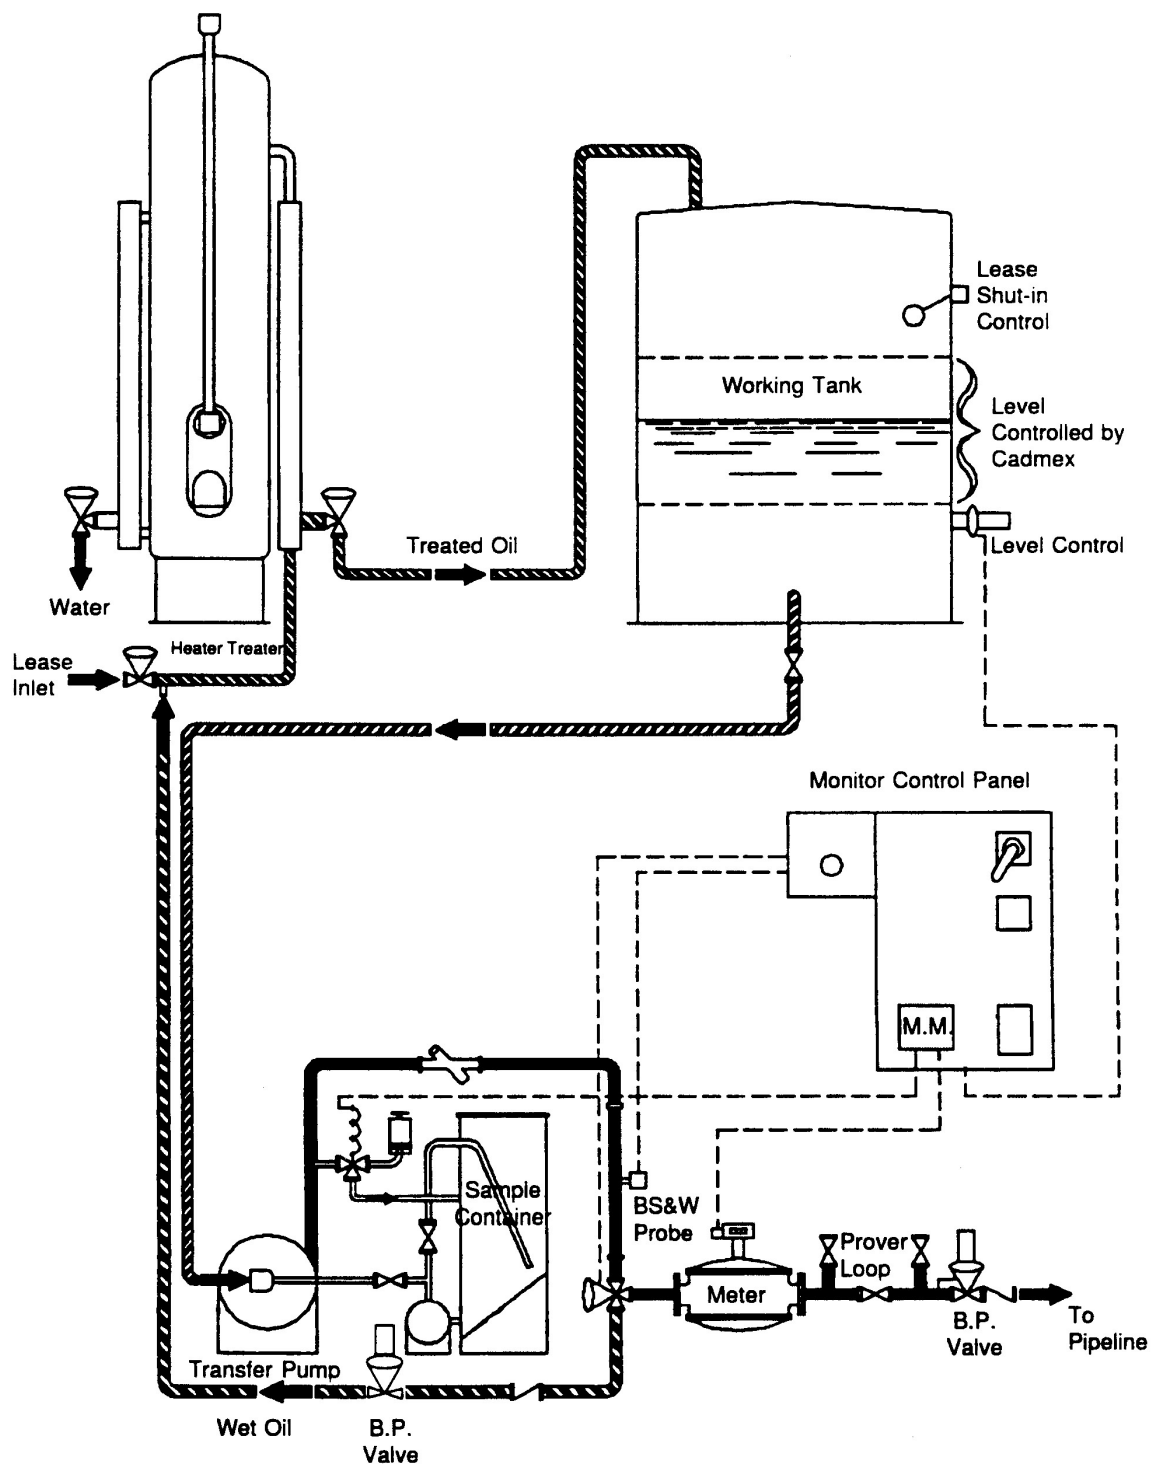 Lease
Shut-in
Control
Working Tank
Level
Controlled by
Cadmex
Treated Oil
Level Control
Water
Heater Treater
Lease
Inlet
Monitor Control Panel
M.M.
Sample
Container
BS&W
Probe
Prover
Loop
Meter
To
Pipeline
B.P.
Valve
Transfer Pump
Wet Oil
B.P.
Valve